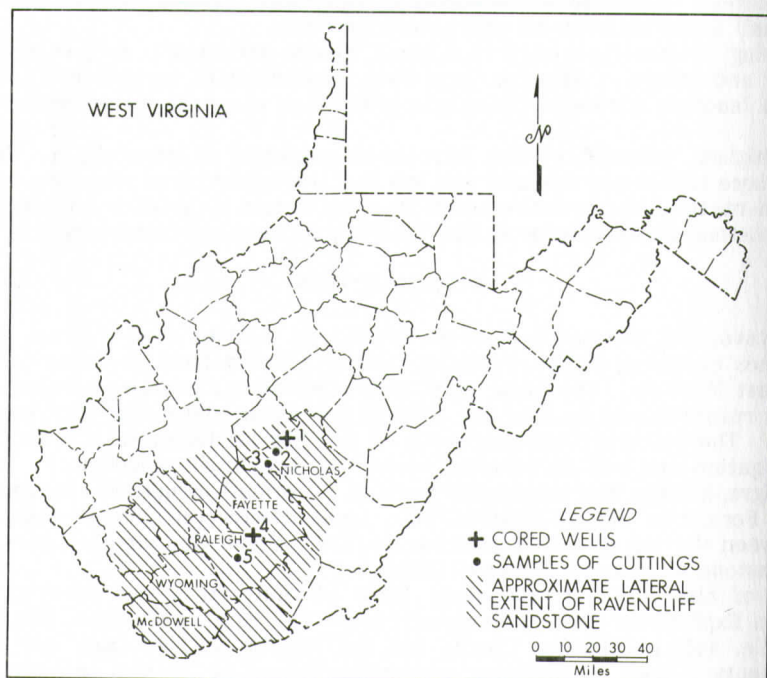 WEST VIRGINIA
N
1
2
3
NICHOLAS
FAYETTE
4
RALEIGH
5
WYOMING
McDOWELL
LEGEND
CORED WELLS
SAMPLES OF CUTTINGS
APPROXIMATE LATERAL
EXTENT OF RAVENCLIFF
SANDSTONE
0 10 20 30 40
Miles